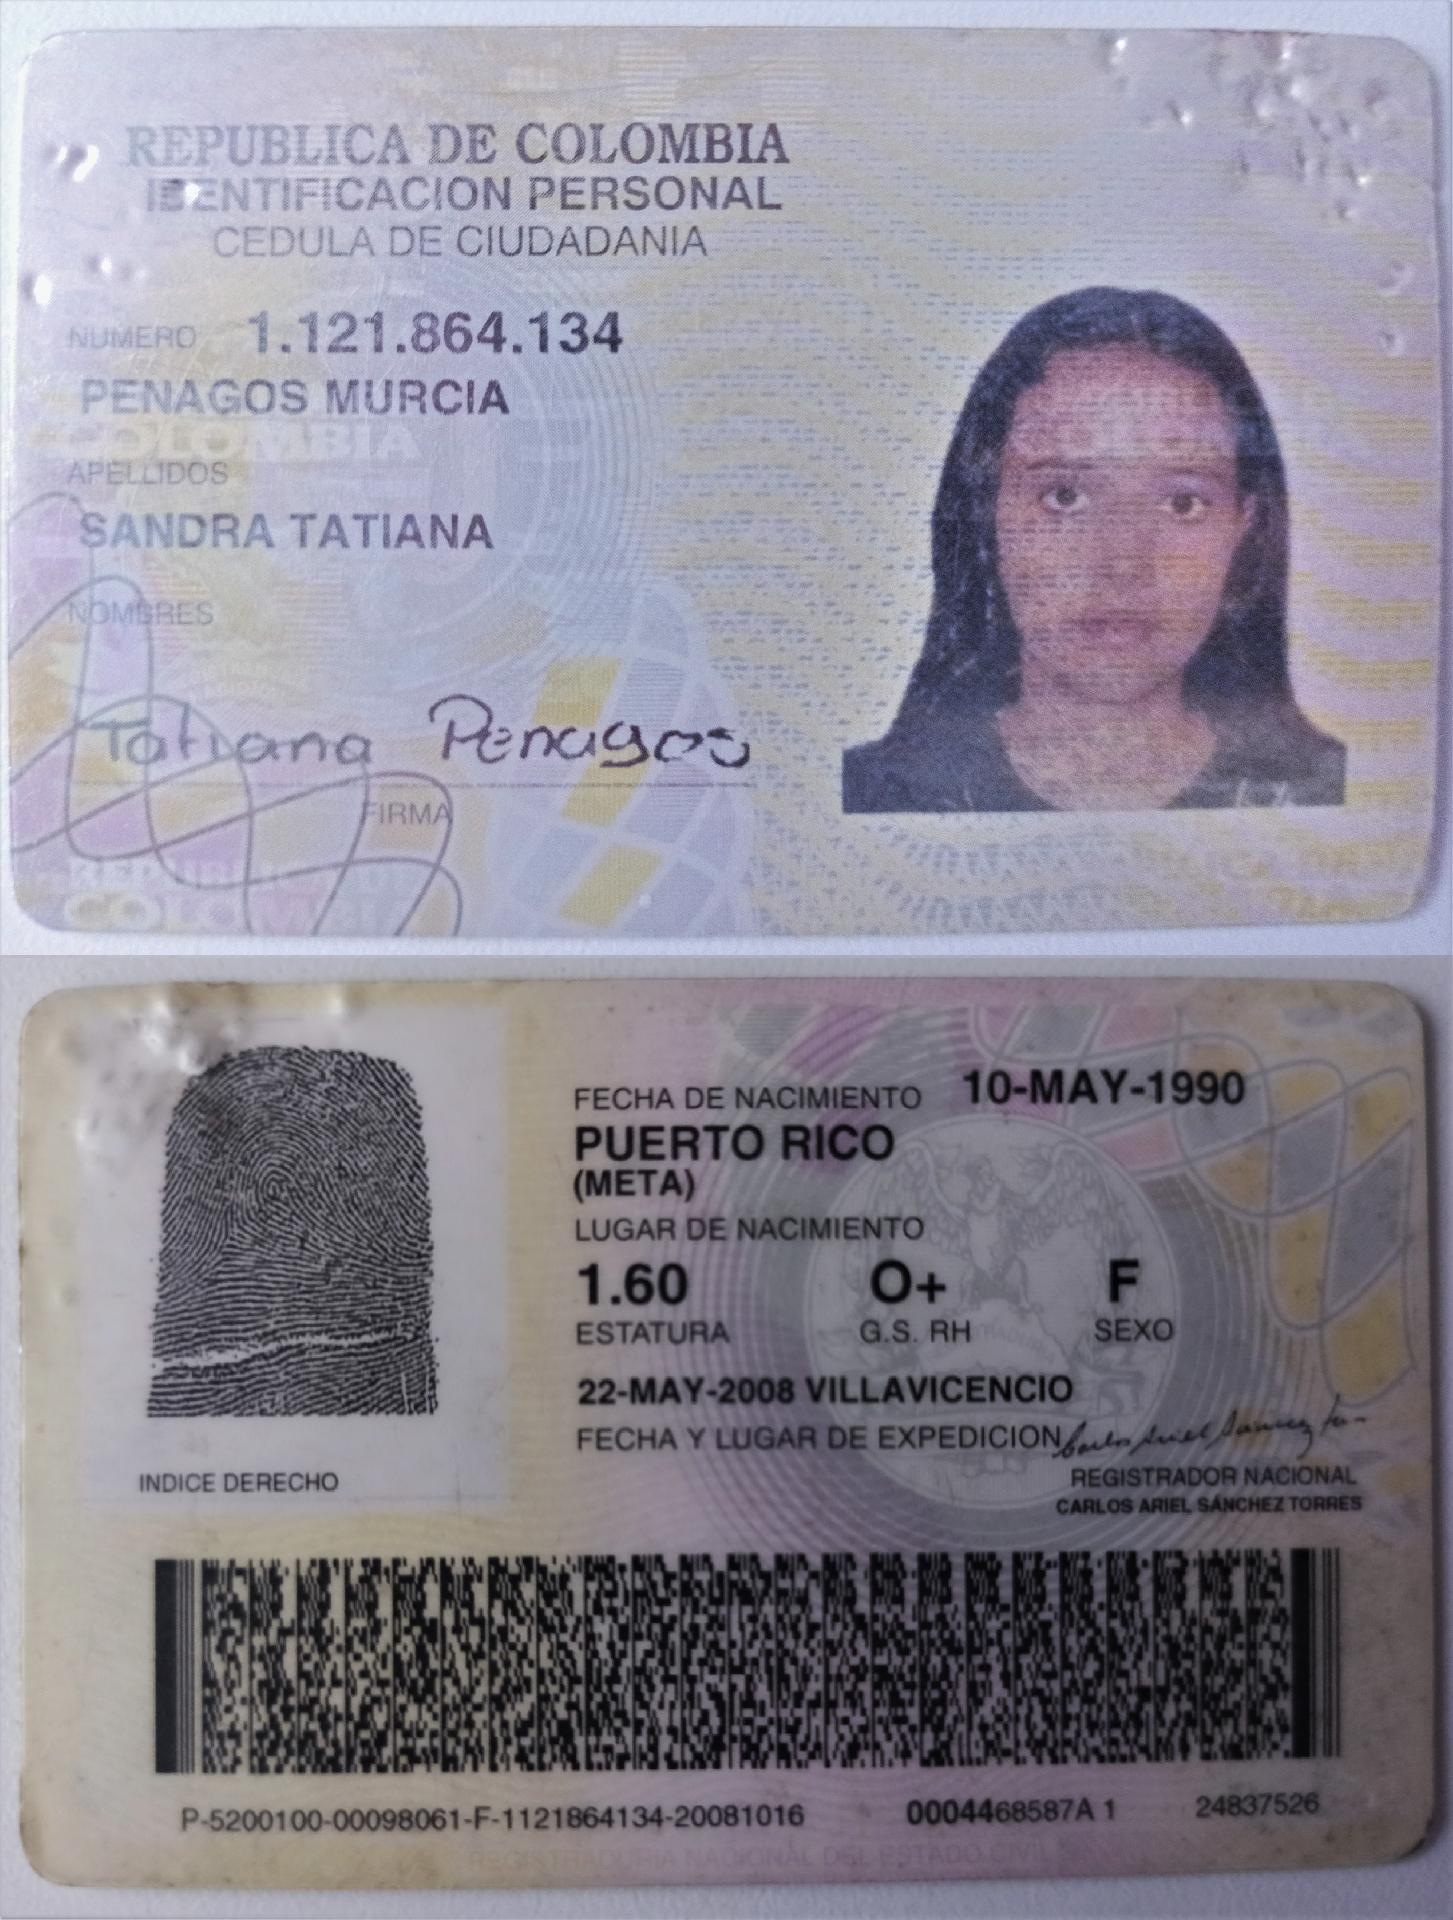 REPUBLICA DE COLOMBIA
IDENTIFICACION PERSONAL
CEDULA DE CIUDADANIA
NUMERO 1.121.864.134
PENAGOS MURCIA
COLOMBIA
APELLIDOS
SANDRA TATIANA
NOMBRES
Tatiana Penagos
FIRMA
COLOMBIA
FECHA DE NACIMIENTO 10-MAY-1990
PUERTO RICO
(META)
LUGAR DE NACIMIENTO
1.60 O+ F
ESTATURA G.S. RH SEXO
22-MAY-2008 VILLAVICENCIO
FECHA Y LUGAR DE EXPEDICION
REGISTRADOR NACIONAL
CARLOS ARIEL SÁNCHEZ TORRES
INDICE DERECHO
P-5200100-00098061-F-1121864134-20081016 0004468587A 1 24837526
REGISTRADURIA NACIONAL DEL ESTADO CIVIL